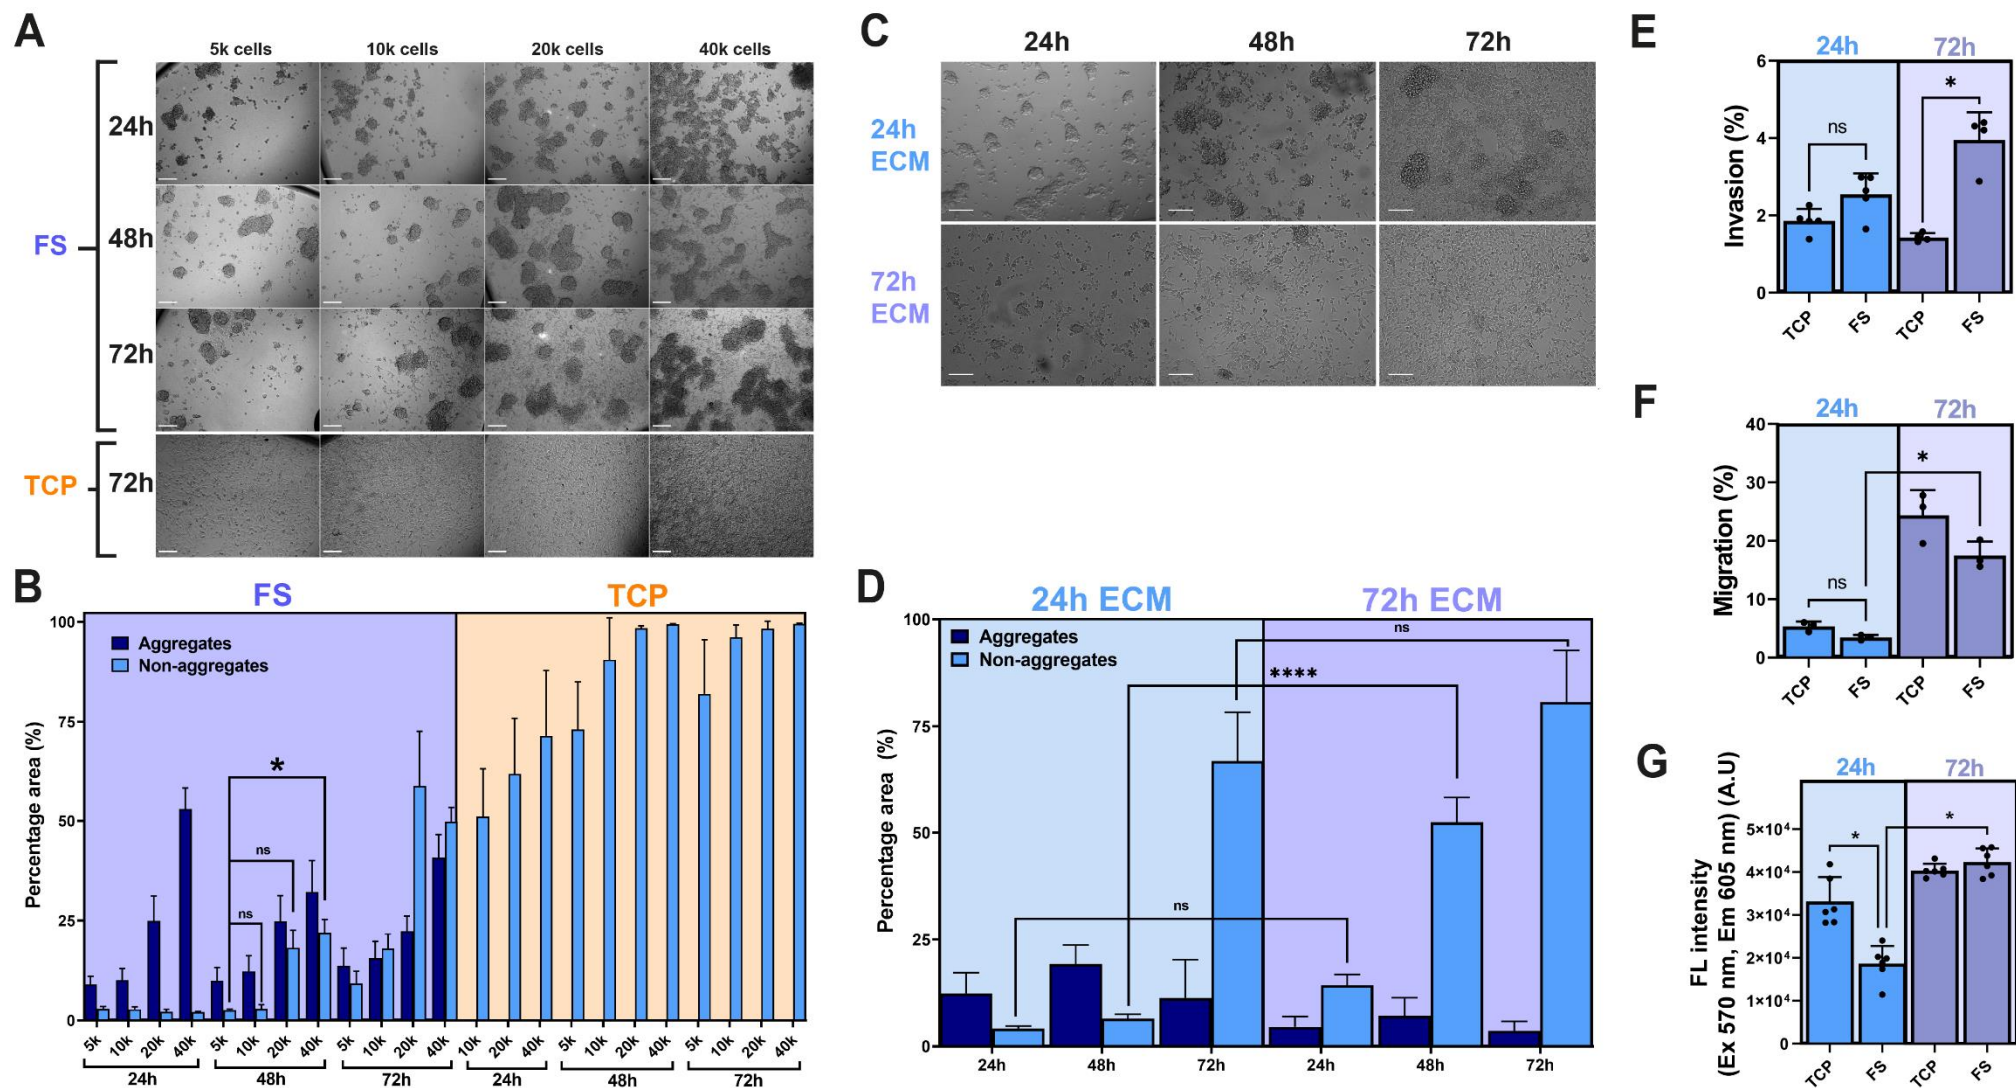 A
5k cells 10k cells 20k cells 40k cells
24h
FS 48h
72h
TCP 72h
B
FS TCP
Aggregates
Non-aggregates
Percentage area (%)
100
75
50
25
0
*
ns
ns
5k 10k 20k 40k 5k 10k 20k 40k 5k 10k 20k 40k 10k 20k 40k 5k 10k 20k 40k 5k 10k 20k 40k
24h 48h 72h 24h 48h 72h
C
24h 48h 72h
24h
ECM
72h
ECM
D
24h ECM 72h ECM
Aggregates
Non-aggregates
Percentage area (%)
100
75
50
25
0
ns
****
ns
24h 48h 72h 24h 48h 72h
E
24h 72h
Invasion (%)
6
4
2
0
ns
*
TCP FS TCP FS
F
24h 72h
Migration (%)
40
30
20
10
0
ns
*
TCP FS TCP FS
G
24h 72h
FL intensity
(Ex 570 nm, Em 605 nm) (A.U)
5×10⁴
4×10⁴
3×10⁴
2×10⁴
1×10⁴
0
*
*
TCP FS TCP FS